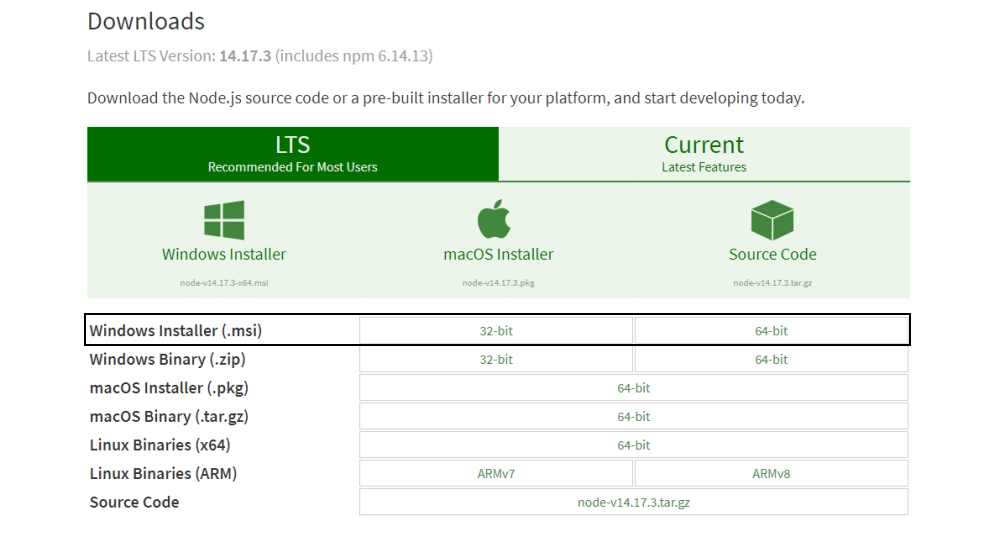 Downloads
Latest LTS Version: 14.17.3 (includes npm 6.14.13)
Download the Node.js source code or a pre-built installer for your platform, and start developing today.
LTS
Recommended For Most Users
Current
Latest Features
Windows Installer
node-v14.17.3-x64.msi
macOS Installer
node-v14.17.3.pkg
Source Code
node-v14.17.3.tar.gz
Windows Installer (.msi) 32-bit 64-bit
Windows Binary (.zip) 32-bit 64-bit
macOS Installer (.pkg) 64-bit
macOS Binary (.tar.gz) 64-bit
Linux Binaries (x64) 64-bit
Linux Binaries (ARM) ARMv7 ARMv8
Source Code node-v14.17.3.tar.gz